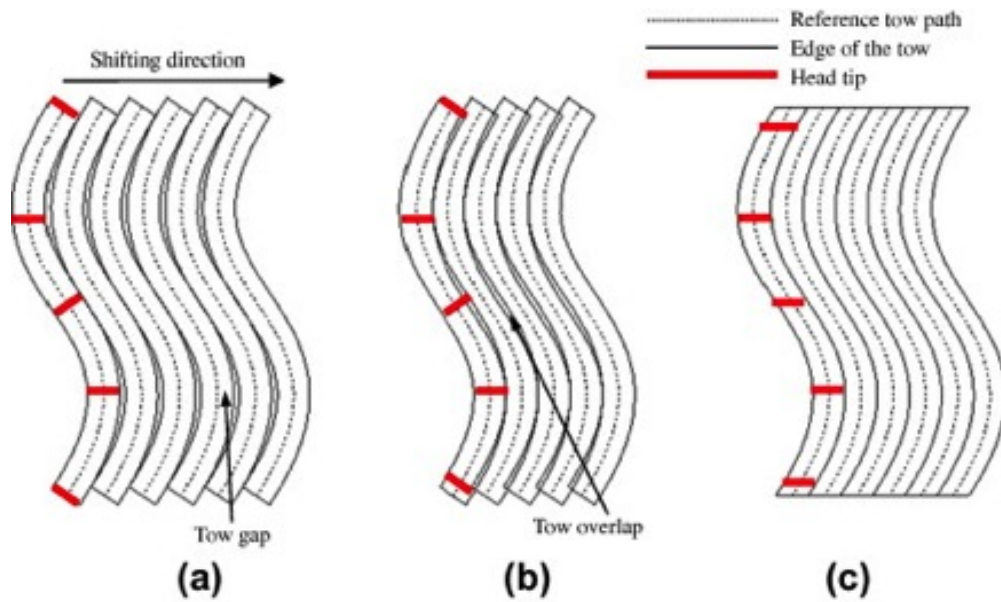 Shifting direction
Reference tow path
Edge of the tow
Head tip
Tow gap
Tow overlap
(a)
(b)
(c)